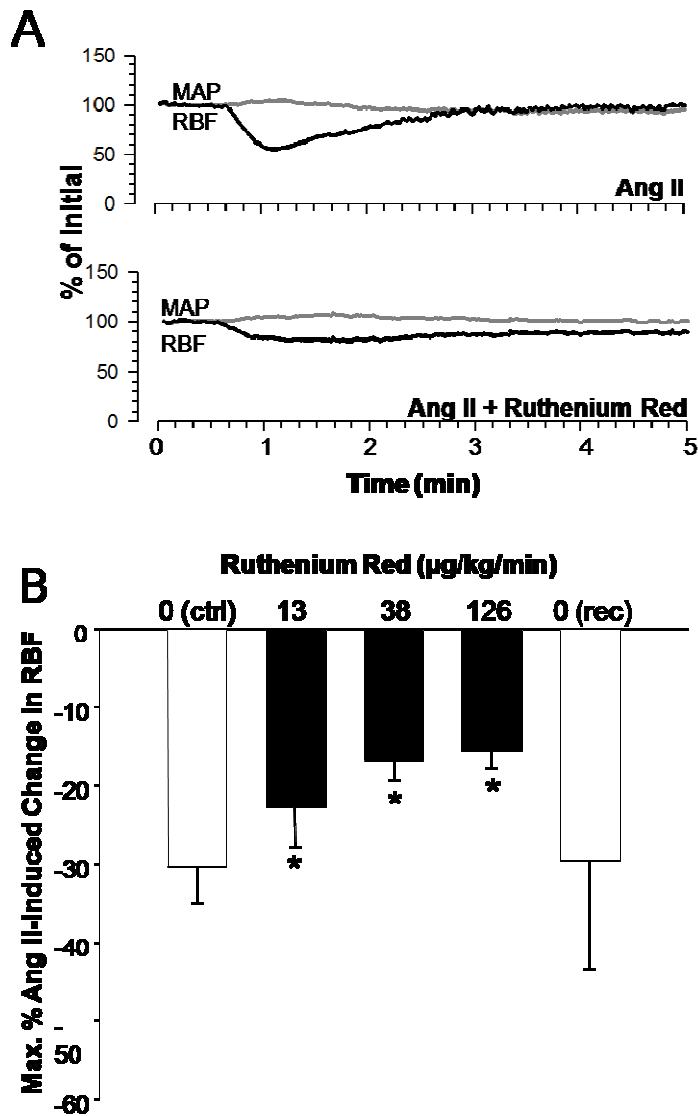 A
150
100
50
0
MAP
RBF
Ang II
% of Initial
150
100
50
0
MAP
RBF
Ang II + Ruthenium Red
0 1 2 3 4 5
Time (min)
B
Ruthenium Red (µg/kg/min)
0 (ctrl) 13 38 126 0 (rec)
Max. % Ang II-Induced Change in RBF
0
-10
-20
-30
-40
-
50
-60
* * *